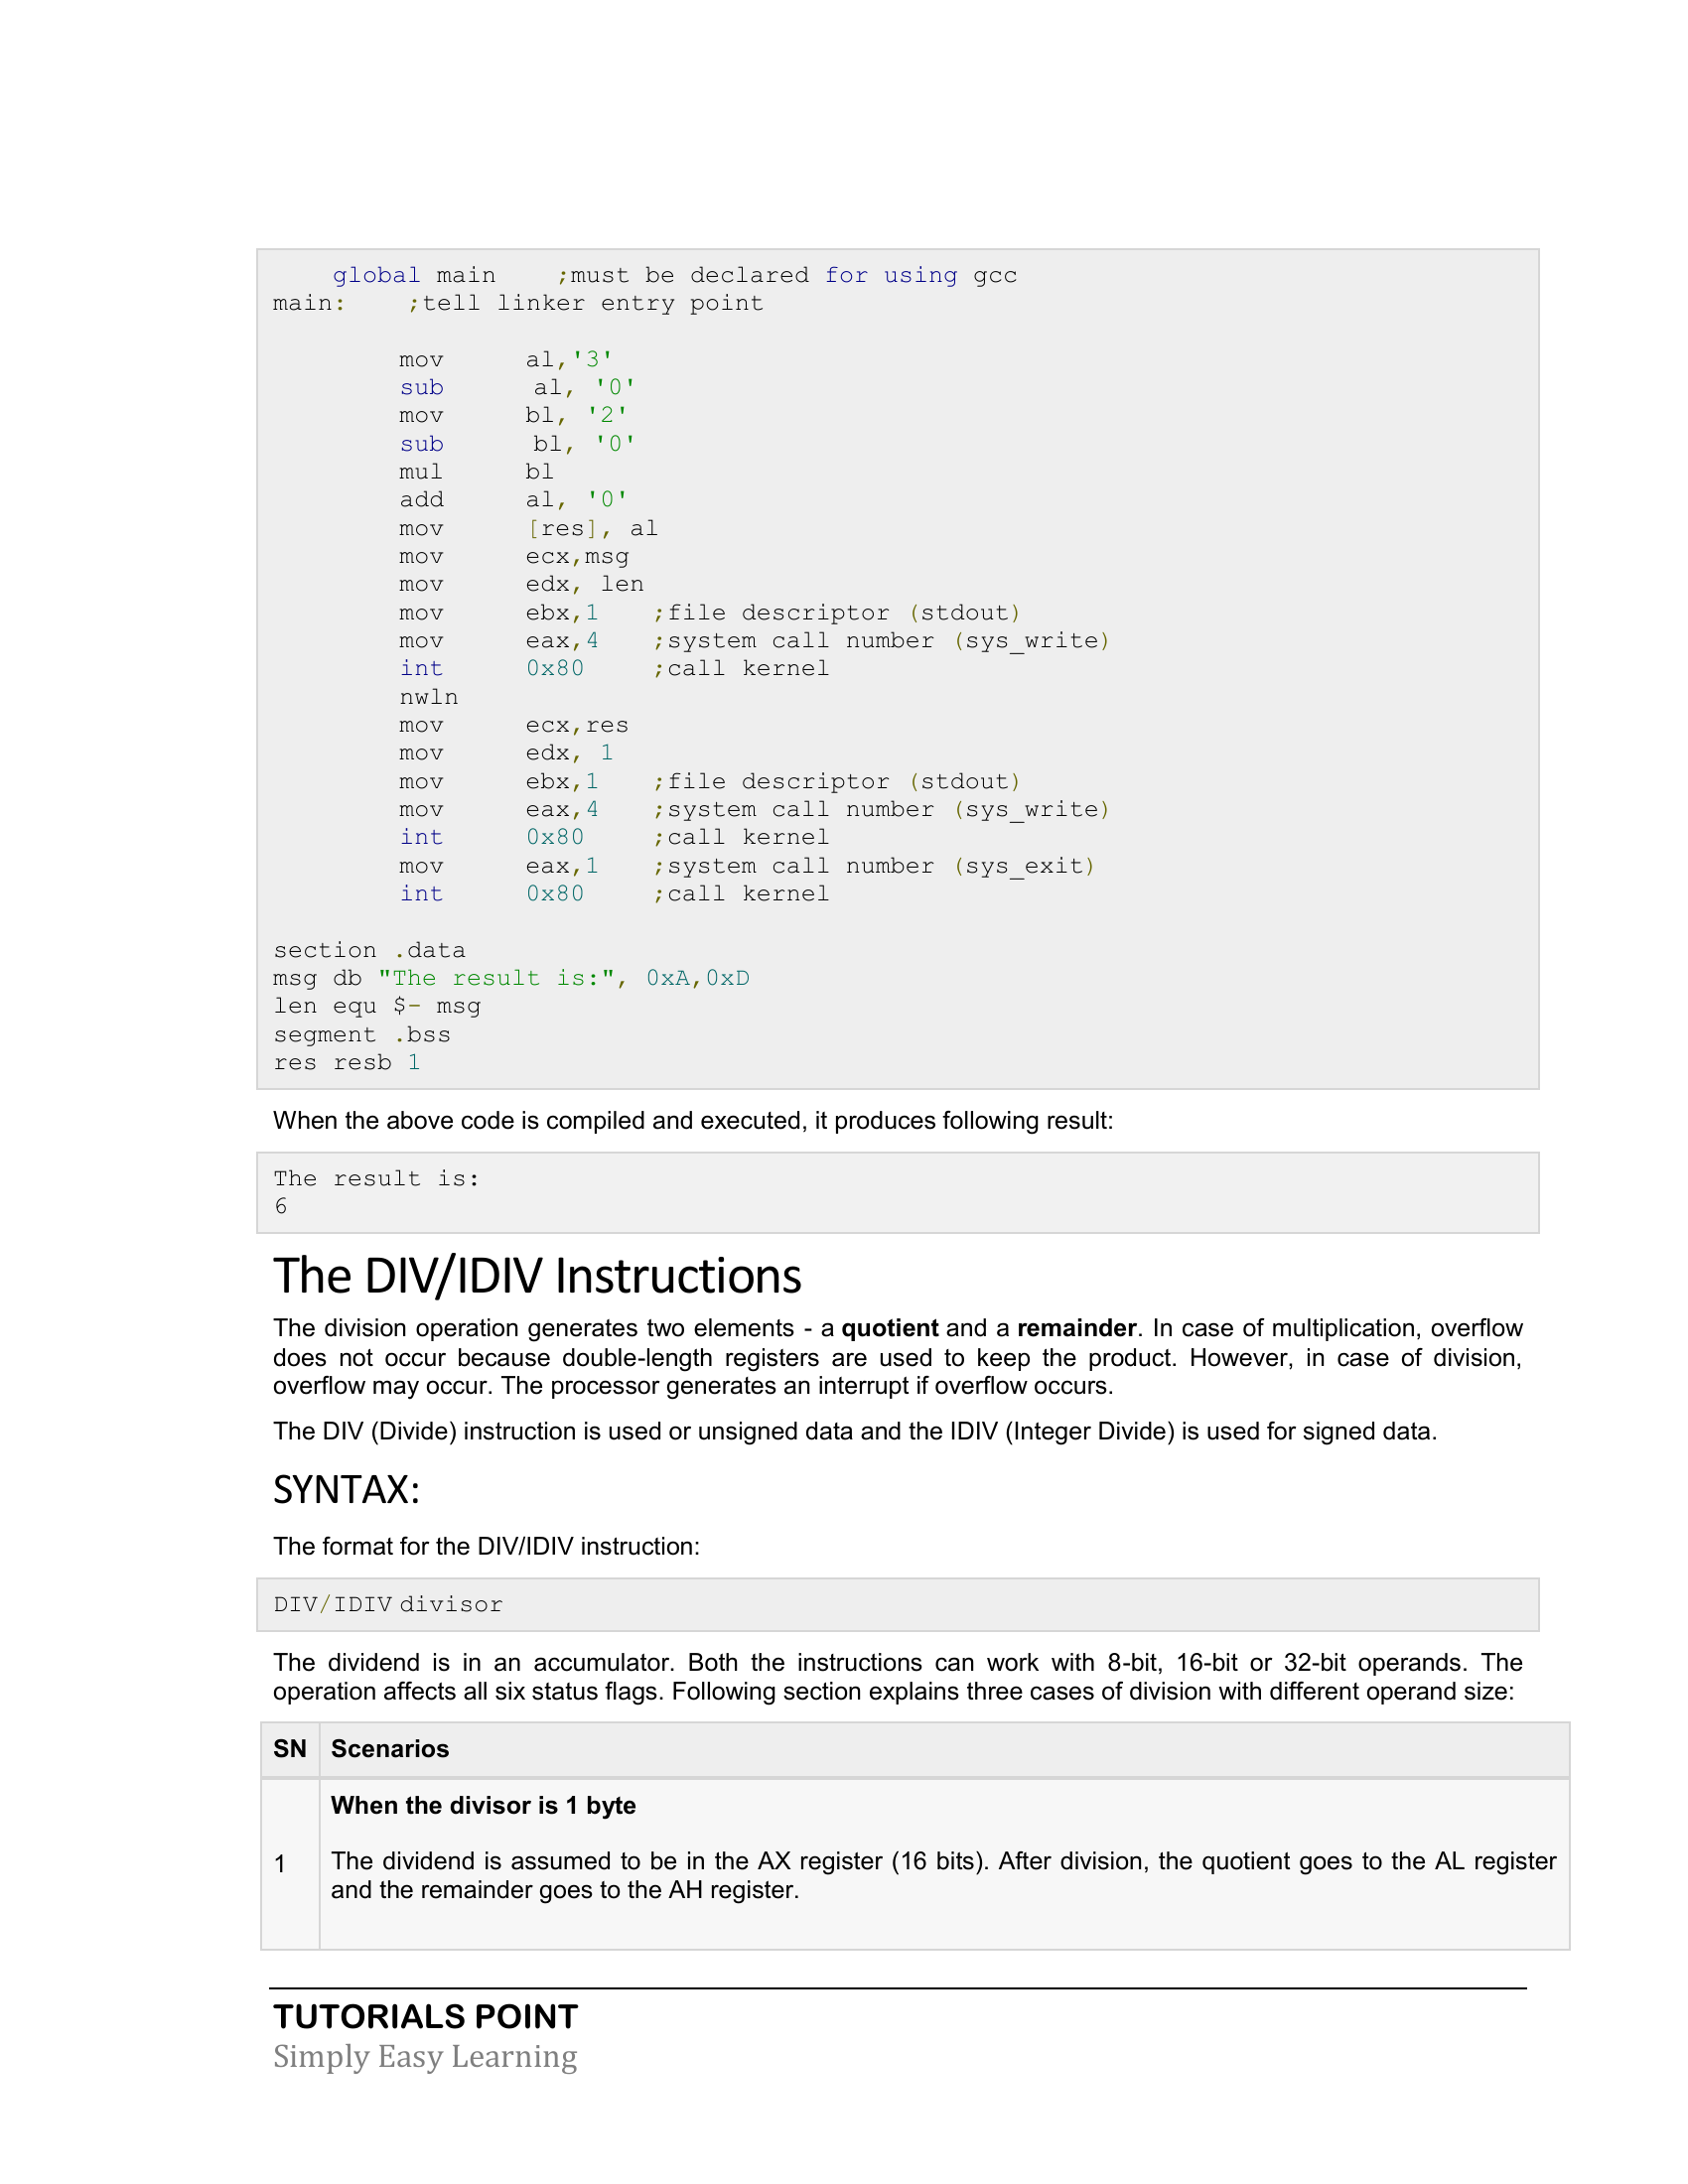 global main    ;must be declared for using gcc
main:    ;tell linker entry point
mov al,'3'
sub al, '0'
mov bl, '2'
sub bl, '0'
mul bl
add al, '0'
mov [res], al
mov ecx,msg
mov edx, len
mov ebx,1 ;file descriptor (stdout)
mov eax,4 ;system call number (sys_write)
int 0x80 ;call kernel
nwln
mov ecx,res
mov edx, 1
mov ebx,1 ;file descriptor (stdout)
mov eax,4 ;system call number (sys_write)
int 0x80 ;call kernel
mov eax,1 ;system call number (sys_exit)
int 0x80 ;call kernel
section .data
msg db "The result is:", 0xA,0xD
len equ $- msg
segment .bss
res resb 1
When the above code is compiled and executed, it produces following result:
The result is:
6
The DIV/IDIV Instructions
The division operation generates two elements - a quotient and a remainder. In case of multiplication, overflow
does not occur because double-length registers are used to keep the product. However, in case of division,
overflow may occur. The processor generates an interrupt if overflow occurs.
The DIV (Divide) instruction is used or unsigned data and the IDIV (Integer Divide) is used for signed data.
SYNTAX:
The format for the DIV/IDIV instruction:
DIV/IDIV divisor
The dividend is in an accumulator. Both the instructions can work with 8-bit, 16-bit or 32-bit operands. The
operation affects all six status flags. Following section explains three cases of division with different operand size:
SN Scenarios
When the divisor is 1 byte
1 The dividend is assumed to be in the AX register (16 bits). After division, the quotient goes to the AL register
and the remainder goes to the AH register.
TUTORIALS POINT
Simply Easy Learning